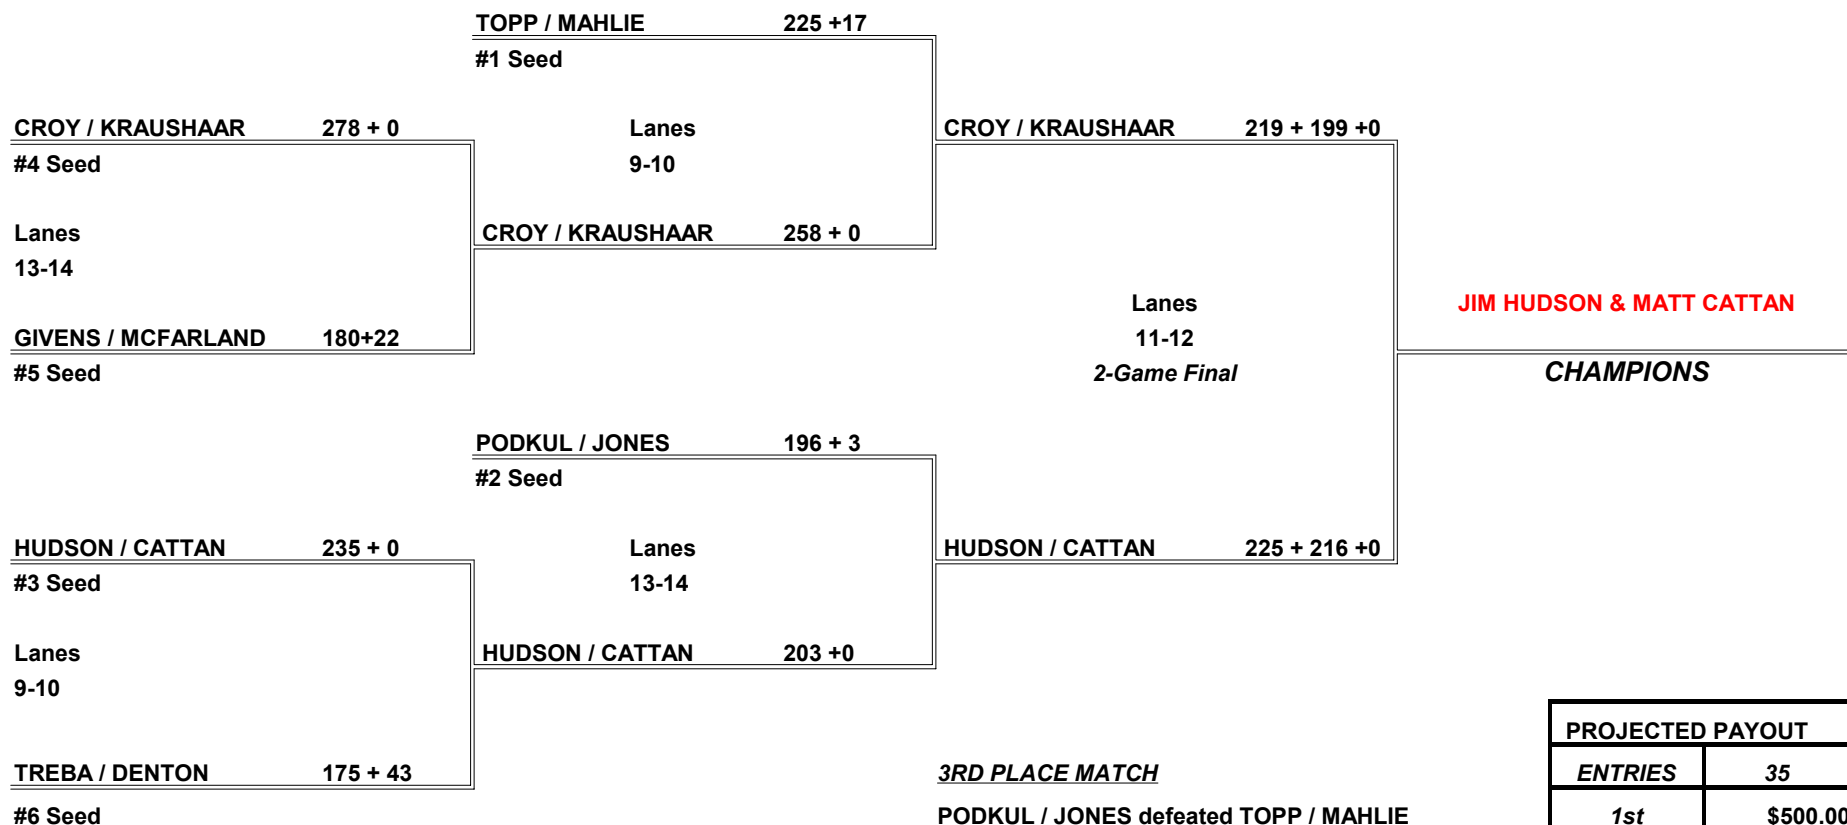 TOPP / MAHLIE 225 +17
#1 Seed
CROY / KRAUSHAAR 278 + 0 Lanes CROY / KRAUSHAAR 219 + 199 +0
#4 Seed 9-10
Lanes CROY / KRAUSHAAR 258 + 0
13-14
Lanes JIM HUDSON & MATT CATTAN
GIVENS / MCFARLAND 180+22 11-12
#5 Seed 2-Game Final CHAMPIONS
PODKUL / JONES 196 + 3
#2 Seed
HUDSON / CATTAN 235 + 0 Lanes HUDSON / CATTAN 225 + 216 +0
#3 Seed 13-14
Lanes HUDSON / CATTAN 203 +0
9-10
PROJECTED PAYOUT
TREBA / DENTON 175 + 43 3RD PLACE MATCH ENTRIES 35
#6 Seed PODKUL / JONES defeated TOPP / MAHLIE 1st $500.00